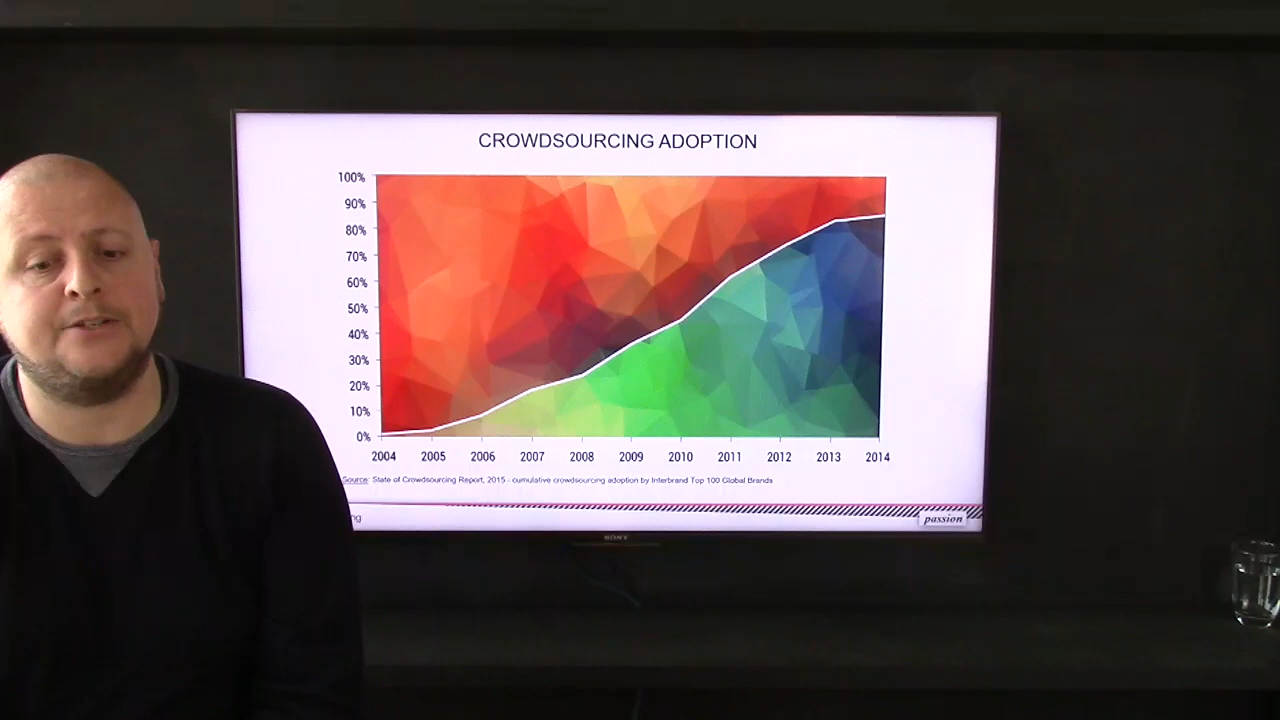 CROWDSOURCING ADOPTION
100%
90%
80%
70%
60%
50%
40%
30%
20%
10%
0%
2004 2005 2006 2007 2008 2009 2010 2011 2012 2013 2014
Source: State of Crowdsourcing Report, 2015 - cumulative crowdsourcing adoption by Interbrand Top 100 Global Brands
ng
passion
SONY